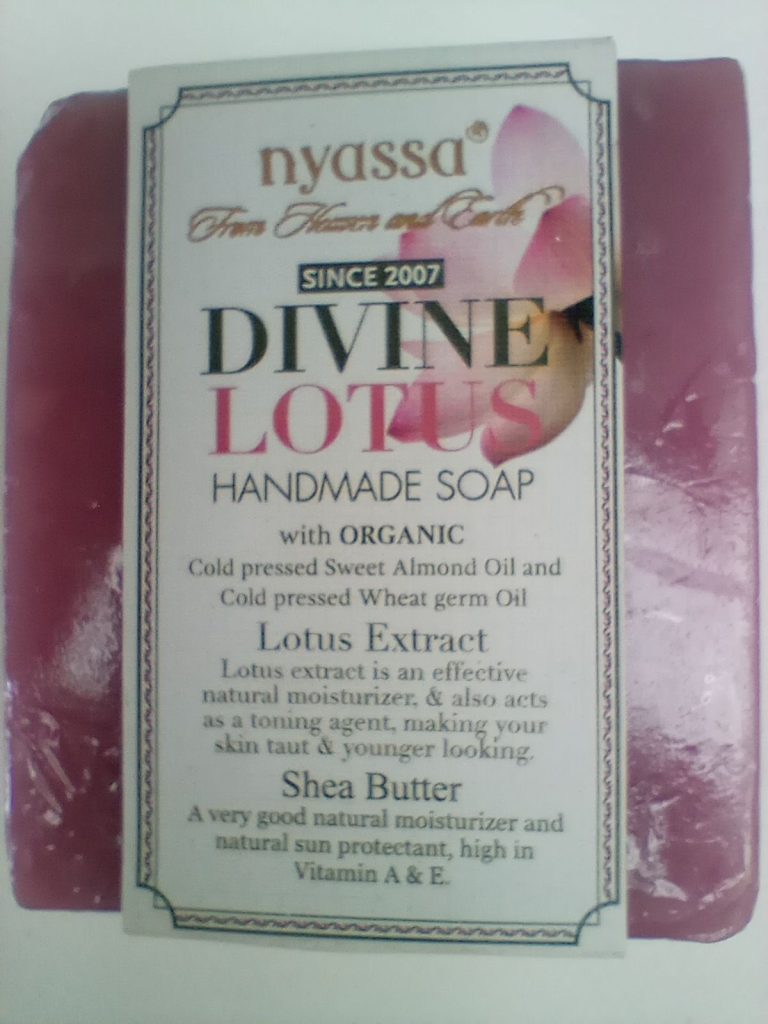 nyassa®
From Heaven and Earth
SINCE 2007
DIVINE
LOTUS
HANDMADE SOAP
with ORGANIC
Cold pressed Sweet Almond Oil and
Cold pressed Wheat germ Oil
Lotus Extract
Lotus extract is an effective
natural moisturizer, & also acts
as a toning agent, making your
skin taut & younger looking.
Shea Butter
A very good natural moisturizer and
natural sun protectant, high in
Vitamin A & E.